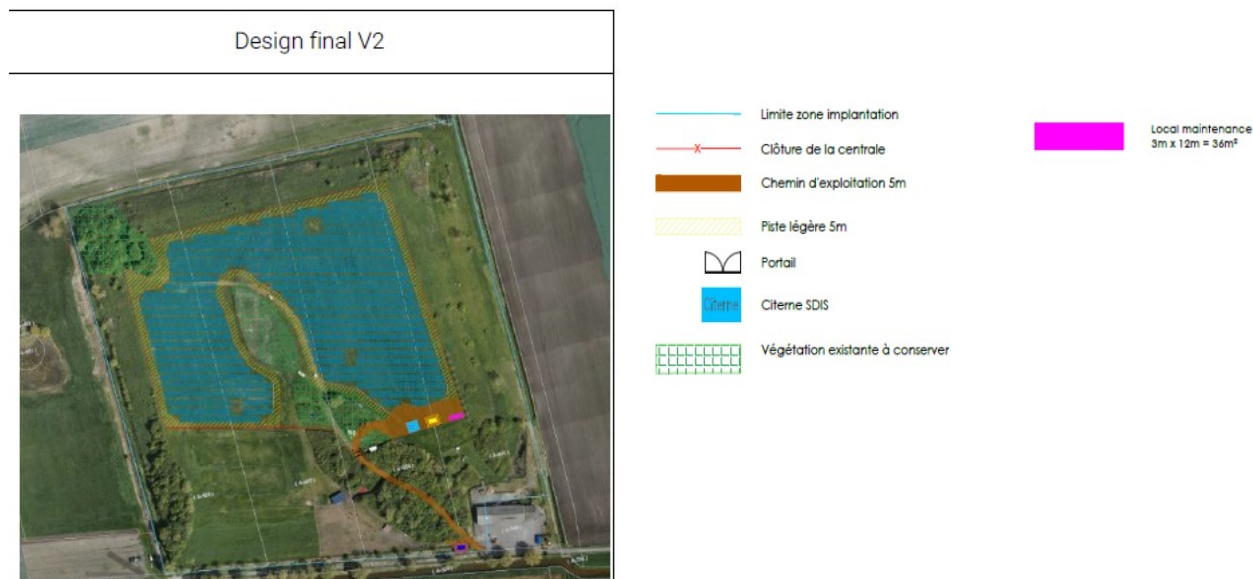 Design final V2
Limite zone implantation
Clôture de la centrale
Chemin d'exploitation 5m
Piste légère 5m
Portail
Citerne
Citerne SDIS
Végétation existante à conserver
Local maintenance
3m x 12m = 36m²